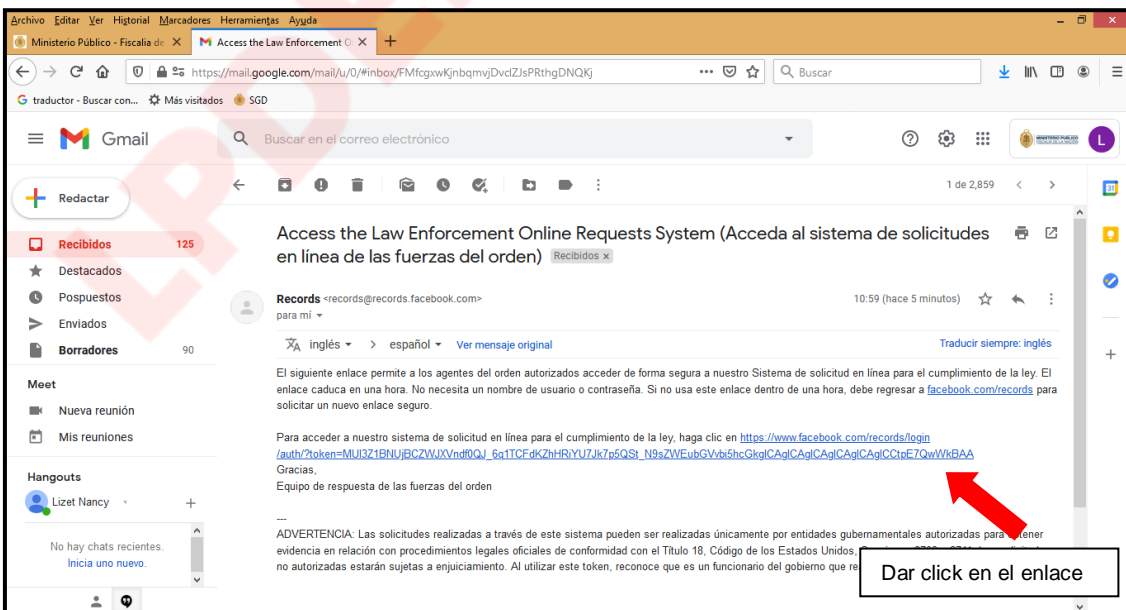 Archivo Editar Ver Historial Marcadores Herramientas Ayuda
Ministerio Público - Fiscalia de
Access the Law Enforcement O
https://mail.google.com/mail/u/0/#inbox/FMfcgxwKjnbqmvjDvclZJsPRthgDNQKj
Buscar
traductor - Buscar con... Más visitados SGD
Gmail
Buscar en el correo electrónico
MINISTERIO PÚBLICO
FISCALÍA DE LA NACIÓN
L
Redactar
1 de 2,859
31
Recibidos 125
Destacados
Pospuestos
Enviados
Borradores 90
Meet
Nueva reunión
Mis reuniones
Hangouts
Lizet Nancy
No hay chats recientes.
Inicia uno nuevo.
Access the Law Enforcement Online Requests System (Acceda al sistema de solicitudes
en línea de las fuerzas del orden) Recibidos x
Records <records@records.facebook.com>
10:59 (hace 5 minutos)
para mí
inglés > español Ver mensaje original
Traducir siempre: inglés
El siguiente enlace permite a los agentes del orden autorizados acceder de forma segura a nuestro Sistema de solicitud en línea para el cumplimiento de la ley. El
enlace caduca en una hora. No necesita un nombre de usuario o contraseña. Si no usa este enlace dentro de una hora, debe regresar a facebook.com/records para
solicitar un nuevo enlace seguro.
Para acceder a nuestro sistema de solicitud en línea para el cumplimiento de la ley, haga clic en https://www.facebook.com/records/login
/auth/?token=MUI3Z1BNUjBCZWJXVndf0QJ_6q1TCFdKZhHRiYU7Jk7p5QSt_N9sZWEubGVvbi5hcGkglCAglCAglCAglCAglCAglCCtpE7QwWkBAA
Gracias,
Equipo de respuesta de las fuerzas del orden
---
ADVERTENCIA: Las solicitudes realizadas a través de este sistema pueden ser realizadas únicamente por entidades gubernamentales autorizadas para obtener
evidencia en relación con procedimientos legales oficiales de conformidad con el Título 18, Código de los Estados Unidos,
no autorizadas estarán sujetas a enjuiciamiento. Al utilizar este token, reconoce que es un funcionario del gobierno que
Dar click en el enlace